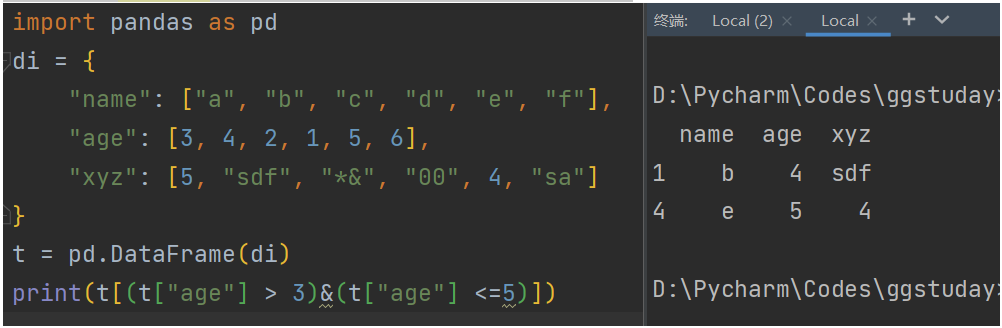 import pandas as pd
di = {
    "name": ["a", "b", "c", "d", "e", "f"],
    "age": [3, 4, 2, 1, 5, 6],
    "xyz": [5, "sdf", "*&", "00", 4, "sa"]
}
t = pd.DataFrame(di)
print(t[(t["age"] > 3)&(t["age"] <=5)])
终端: Local (2) × Local × +
D:\Pycharm\Codes\ggstuday>
  name  age  xyz
1    b    4  sdf
4    e    5    4
D:\Pycharm\Codes\ggstuday>